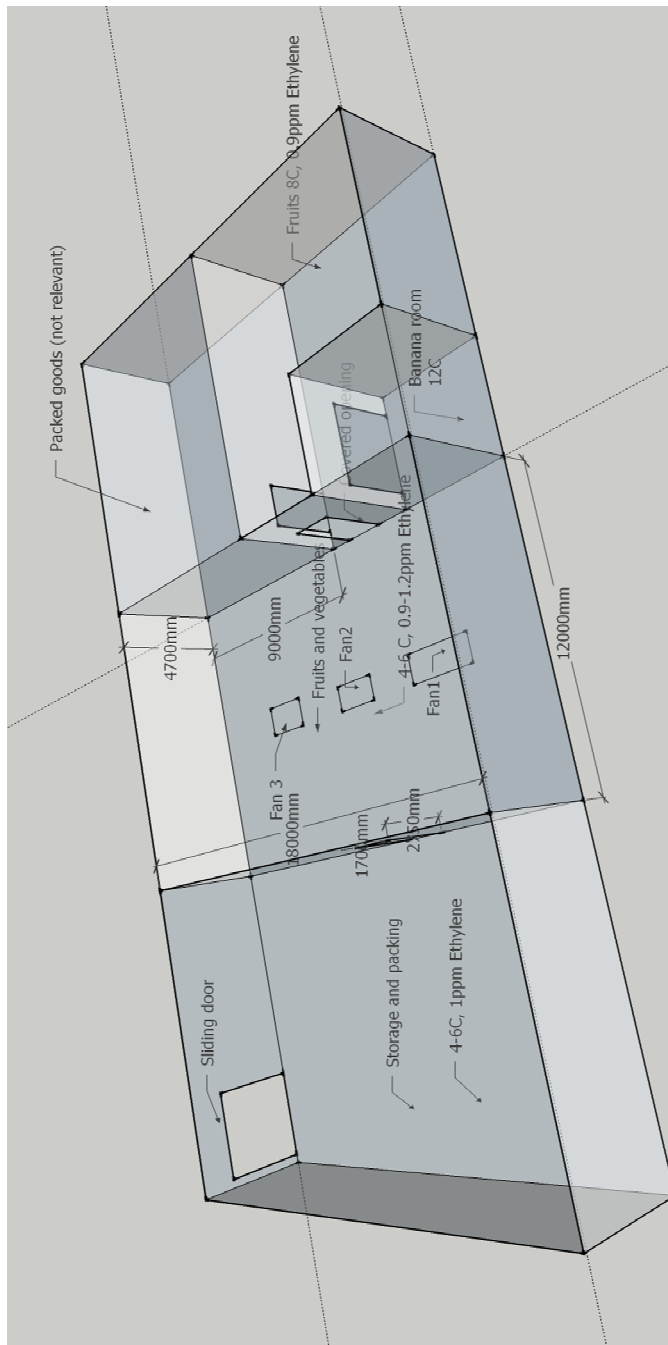 Packed goods (not relevant)
4700mm
Sliding door
9000mm
Fan 3
Fruits 8C, 0.9ppm Ethylene
18000mm
Fruits and vegetables
4-6 C, 0.9-1.2ppm Ethylene
Fan2
opening
1700mm
Storage and packing
4-6C, 1ppm Ethylene
Banana room
12C
Fan1
12000mm